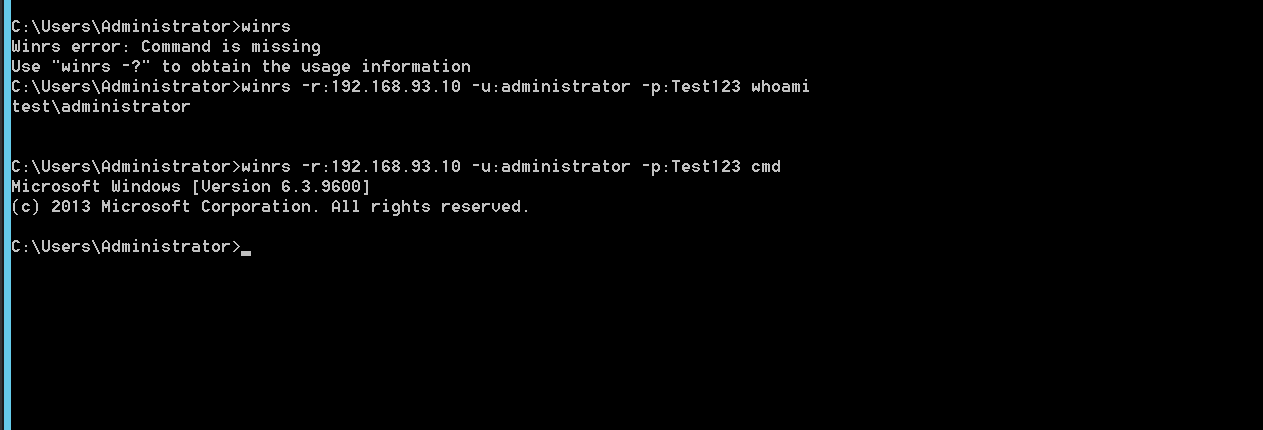 C:\Users\Administrator>winrs
Winrs error: Command is missing
Use "winrs -?" to obtain the usage information
C:\Users\Administrator>winrs -r:192.168.93.10 -u:administrator -p:Test123 whoami
test\administrator
C:\Users\Administrator>winrs -r:192.168.93.10 -u:administrator -p:Test123 cmd
Microsoft Windows [Version 6.3.9600]
(c) 2013 Microsoft Corporation. All rights reserved.
C:\Users\Administrator>